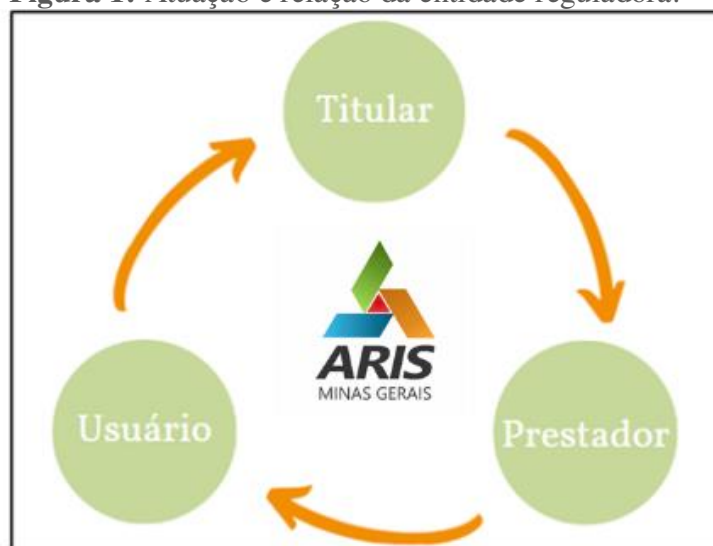 Figura 1: Atuação e relação da entidade reguladora.
Titular
ARIS
MINAS GERAIS
Usuário
Prestador